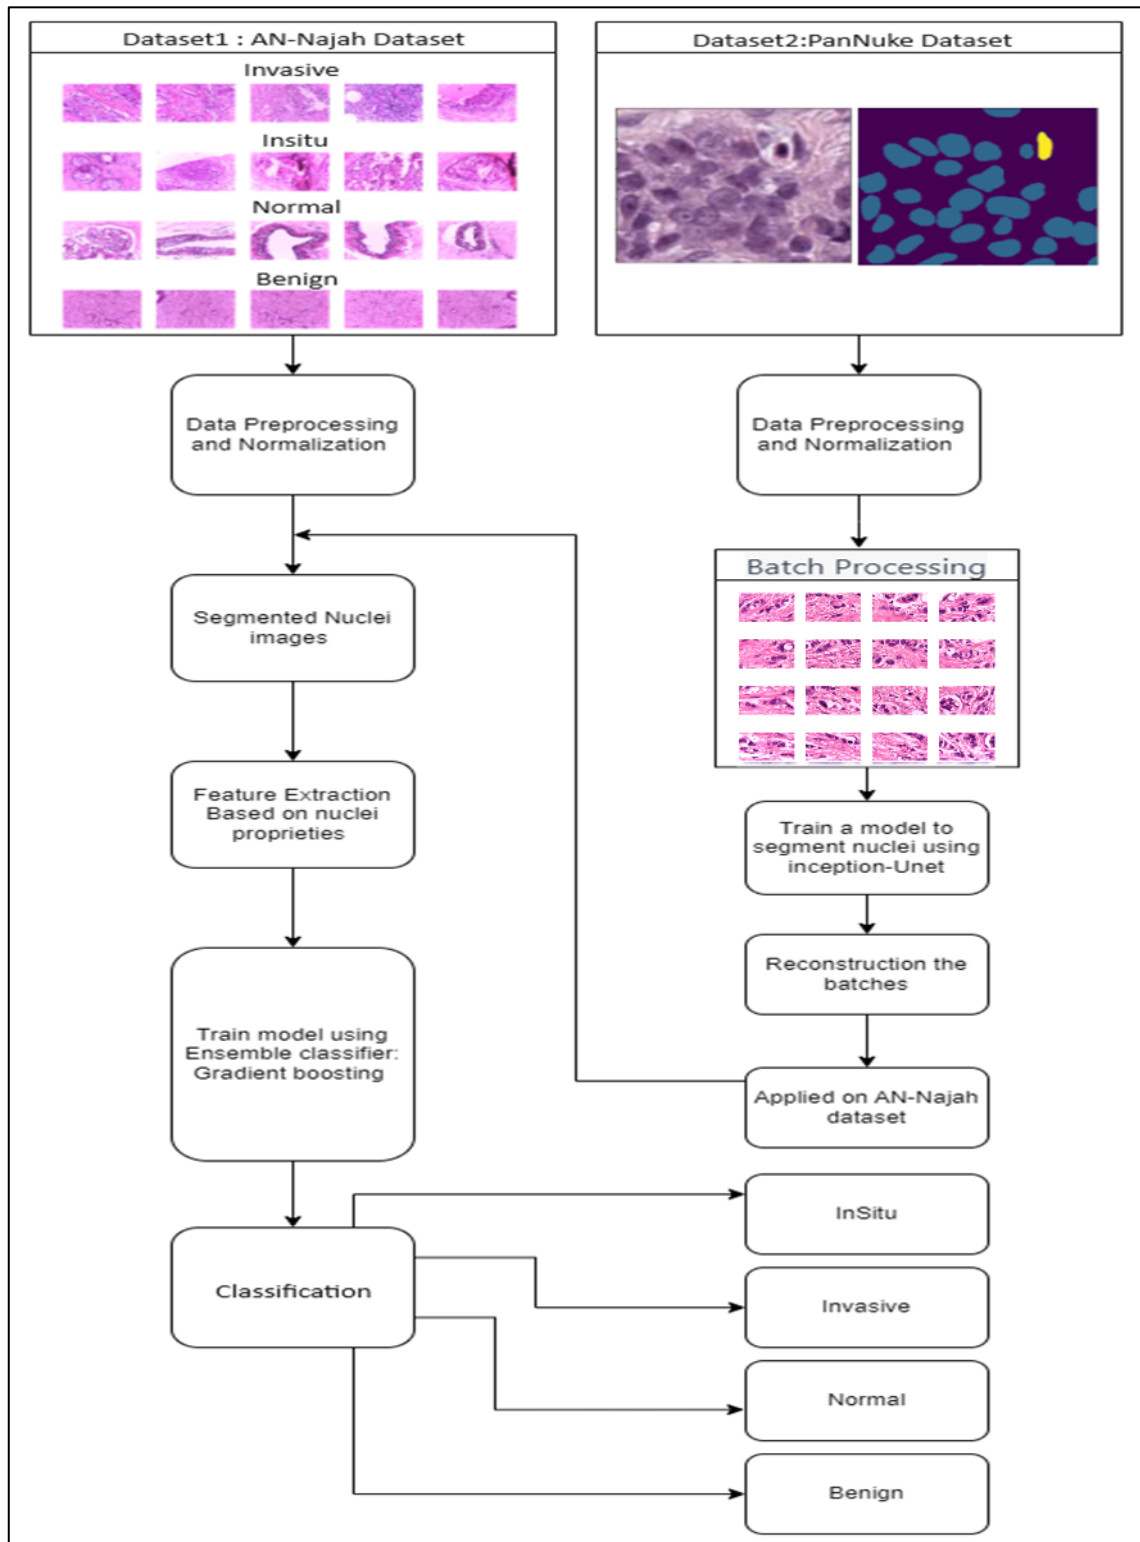 Dataset1 : AN-Najah Dataset
Invasive
Insitu
Normal
Benign
Dataset2:PanNuke Dataset
Data Preprocessing
and Normalization
Data Preprocessing
and Normalization
Batch Processing
Segmented Nuclei
images
Feature Extraction
Based on nuclei
proprieties
Train a model to
segment nuclei using
inception-Unet
Reconstruction the
batches
Train model using
Ensemble classifier:
Gradient boosting
Applied on AN-Najah
dataset
Classification
InSitu
Invasive
Normal
Benign